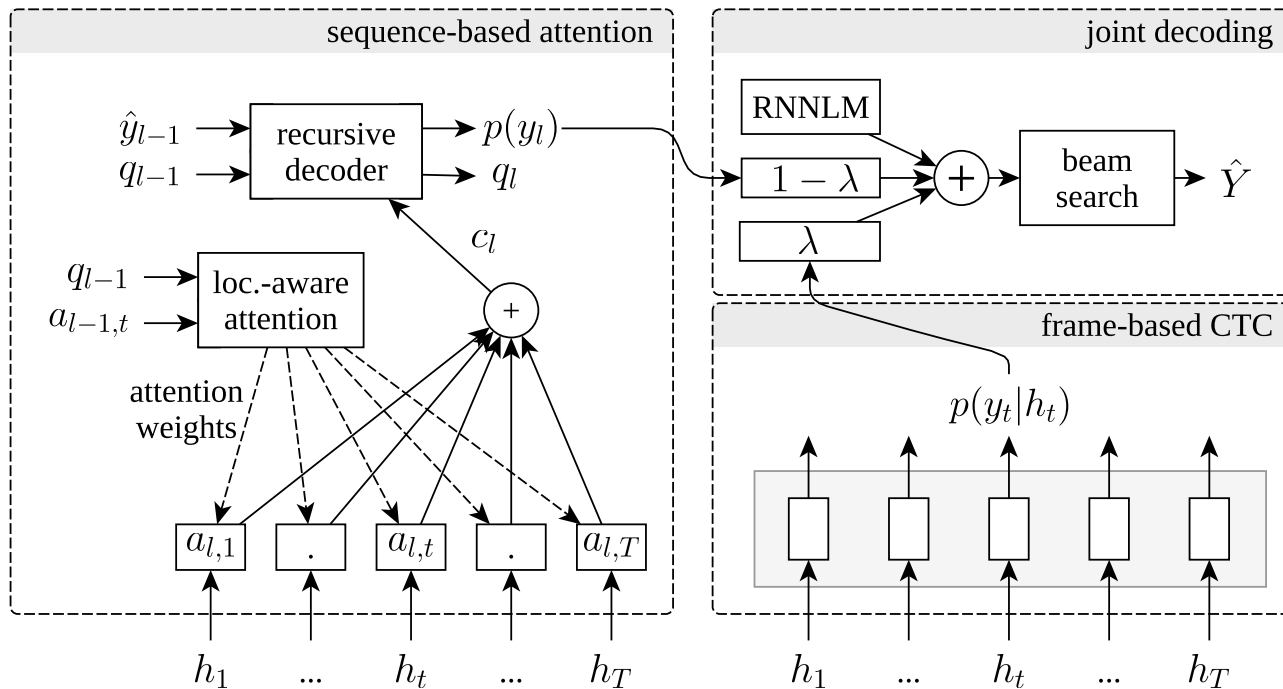 sequence-based attention
ŷ_{l−1}
q_{l−1}
recursive
decoder
p(y_l)
q_l
c_l
q_{l−1}
a_{l−1,t}
loc.-aware
attention
+
attention
weights
a_{l,1}
.
a_{l,t}
.
a_{l,T}
h_1
...
h_t
...
h_T
joint decoding
RNNLM
1 − λ
λ
+
beam
search
Ŷ
frame-based CTC
p(y_t|h_t)
h_1
...
h_t
...
h_T